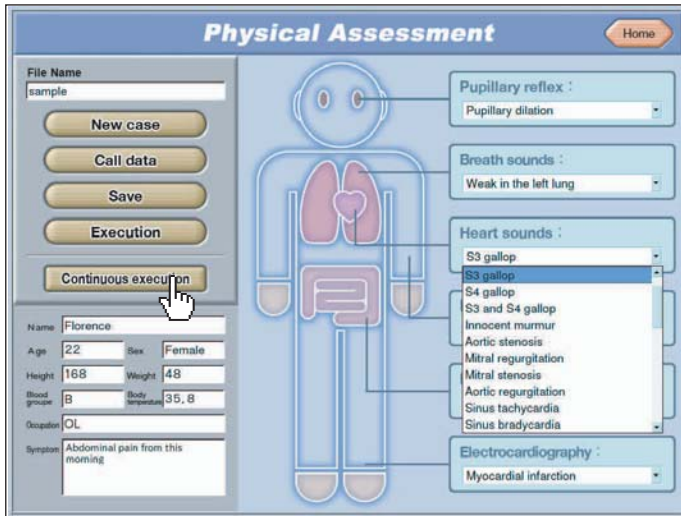 Physical Assessment
Home
File Name
sample
New case
Call data
Save
Execution
Continuous execution
Name Florence
Age 22 Sex Female
Height 168 Weight 48
Blood groupe B Body temperature 35,8
Occupation OL
Symptom Abdominal pain from this
morning
Pupillary reflex :
Pupillary dilation
Breath sounds :
Weak in the left lung
Heart sounds :
S3 gallop
S3 gallop
S4 gallop
S3 and S4 gallop
Innocent murmur
Aortic stenosis
Mitral regurgitation
Mitral stenosis
Aortic regurgitation
Sinus tachycardia
Sinus bradycardia
Electrocardiography :
Myocardial infarction